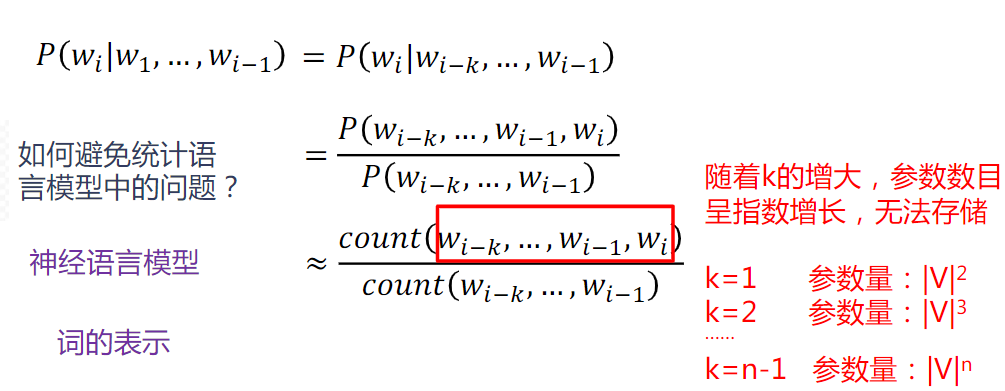 P(w_i|w_1, …, w_{i−1}) = P(w_i|w_{i−k}, …, w_{i−1})
= P(w_{i−k}, …, w_{i−1}, w_i) / P(w_{i−k}, …, w_{i−1})
≈ count(w_{i−k}, …, w_{i−1}, w_i) / count(w_{i−k}, …, w_{i−1})
如何避免统计语
言模型中的问题？
神经语言模型
词的表示
随着k的增大，参数数目
呈指数增长，无法存储
k=1 参数量：|V|²
k=2 参数量：|V|³
……
k=n-1 参数量：|V|ⁿ